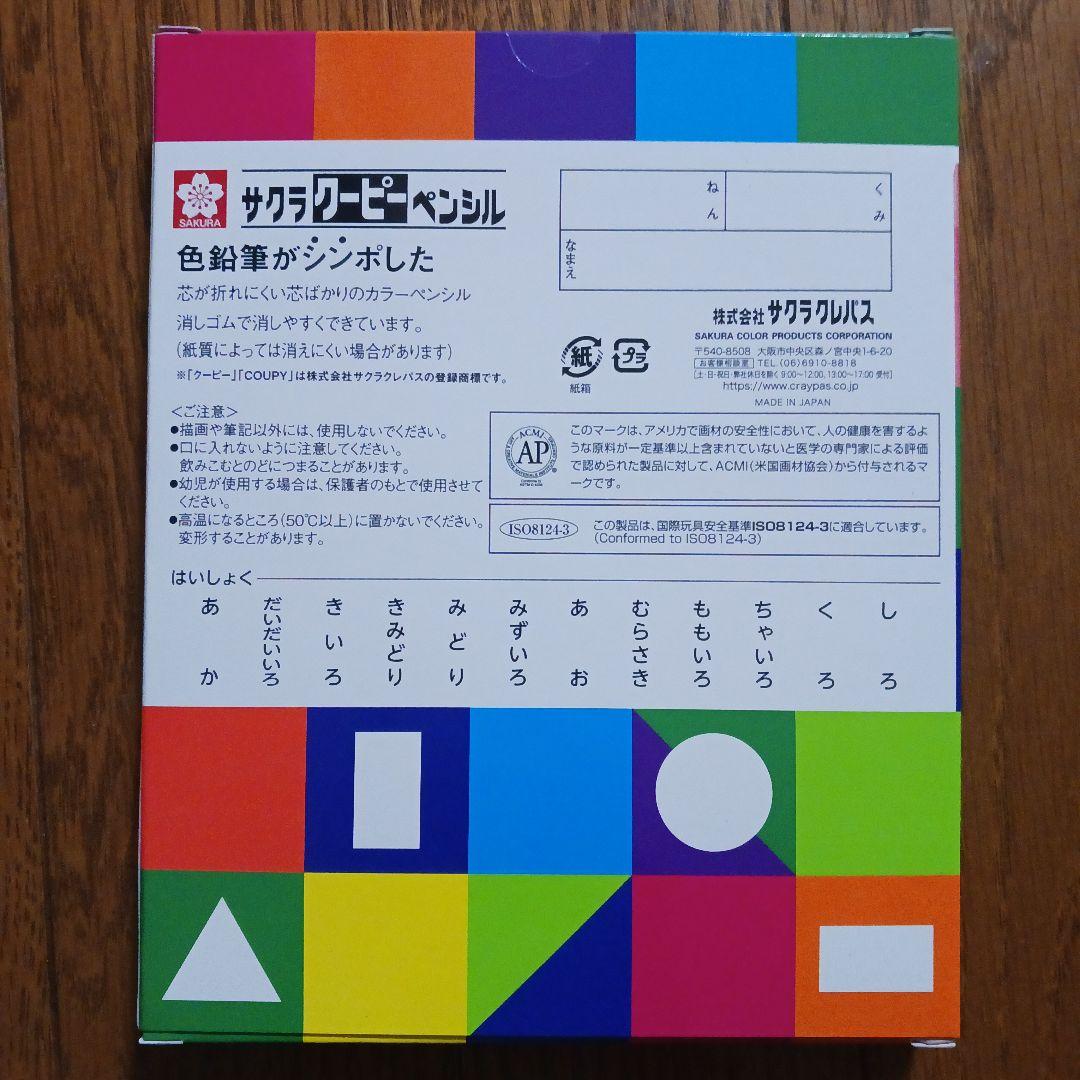 SAKURA
サクラクーピーペンシル
色鉛筆がシンポした
芯が折れにくい芯ばかりのカラーペンシル
消しゴムで消しやすくできています。
(紙質によっては消えにくい場合があります)
※「クーピー」「COUPY」は株式会社サクラクレパスの登録商標です。
ねん
くみ
なまえ
株式会社サクラクレパス
SAKURA COLOR PRODUCTS CORPORATION
〒540-8508 大阪市中央区森ノ宮中央1-6-20
お客様相談室 TEL.(06)6910-8818
[土・日・祝日・弊社休日を除く9:00〜12:00、13:00〜17:00 受付]
https://www.craypas.co.jp
MADE IN JAPAN
紙
紙箱
プラ
<ご注意>
●描画や筆記以外には、使用しないでください。
●口に入れないように注意してください。
飲みこむとのどにつまることがあります。
●幼児が使用する場合は、保護者のもとで使用させて
ください。
●高温になるところ(50℃以上)に置かないでください。
変形することがあります。
ACMI
AP
このマークは、アメリカで画材の安全性において、人の健康を害するよ
うな原料が一定基準以上含まれていないと医学の専門家による評価
で認められた製品に対して、ACMI(米国画材協会)から付与されるマ
ークです。
ISO8124-3
この製品は、国際玩具安全基準ISO8124-3に適合しています。
(Conformed to ISO8124-3)
はいしょく
あか
だいだいいろ
きいろ
きみどり
みどり
みずいろ
あお
むらさき
ももいろ
ちゃいろ
くろ
しろ